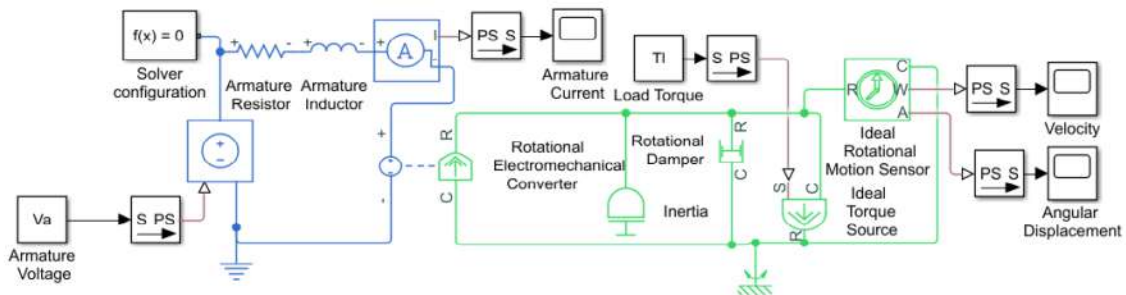 f(x) = 0
Solver
configuration
+
-
+
-
+
A
I
-
PS S
Armature
Resistor
Armature
Inductor
Armature
Current
Tl
S PS
Load Torque
R
C
W
A
PS S
Velocity
Ideal
Rotational
Motion Sensor
PS S
Angular
Displacement
+
-
+
-
R
C
Rotational
Electromechanical
Converter
Rotational
Damper
R
C
Inertia
S
C
R
Ideal
Torque
Source
Va
S PS
Armature
Voltage